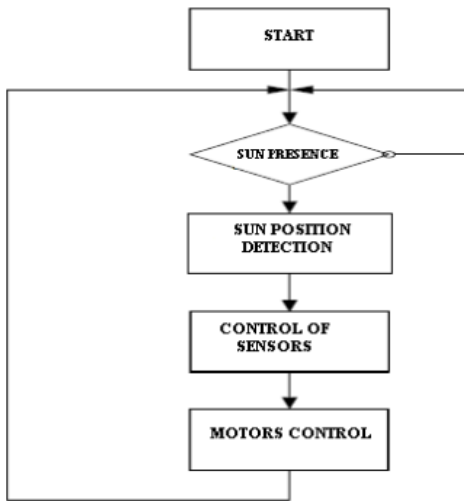 START
SUN PRESENCE
SUN POSITION
DETECTION
CONTROL OF
SENSORS
MOTORS CONTROL